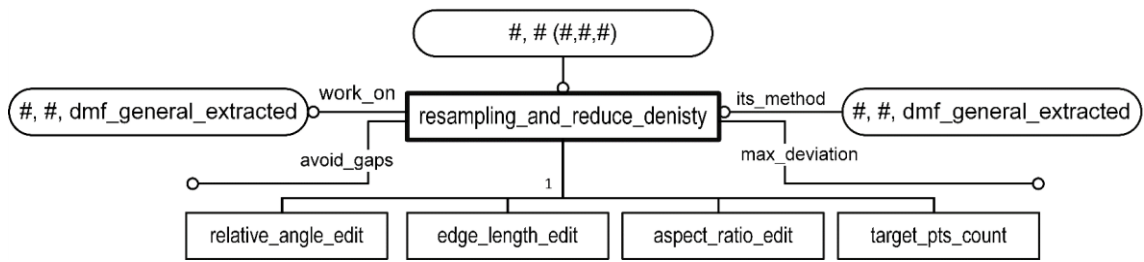 #, # (#,#,#)
#, #, dmf_general_extracted
work_on
resampling_and_reduce_denisty
its_method
#, #, dmf_general_extracted
avoid_gaps
max_deviation
1
relative_angle_edit
edge_length_edit
aspect_ratio_edit
target_pts_count